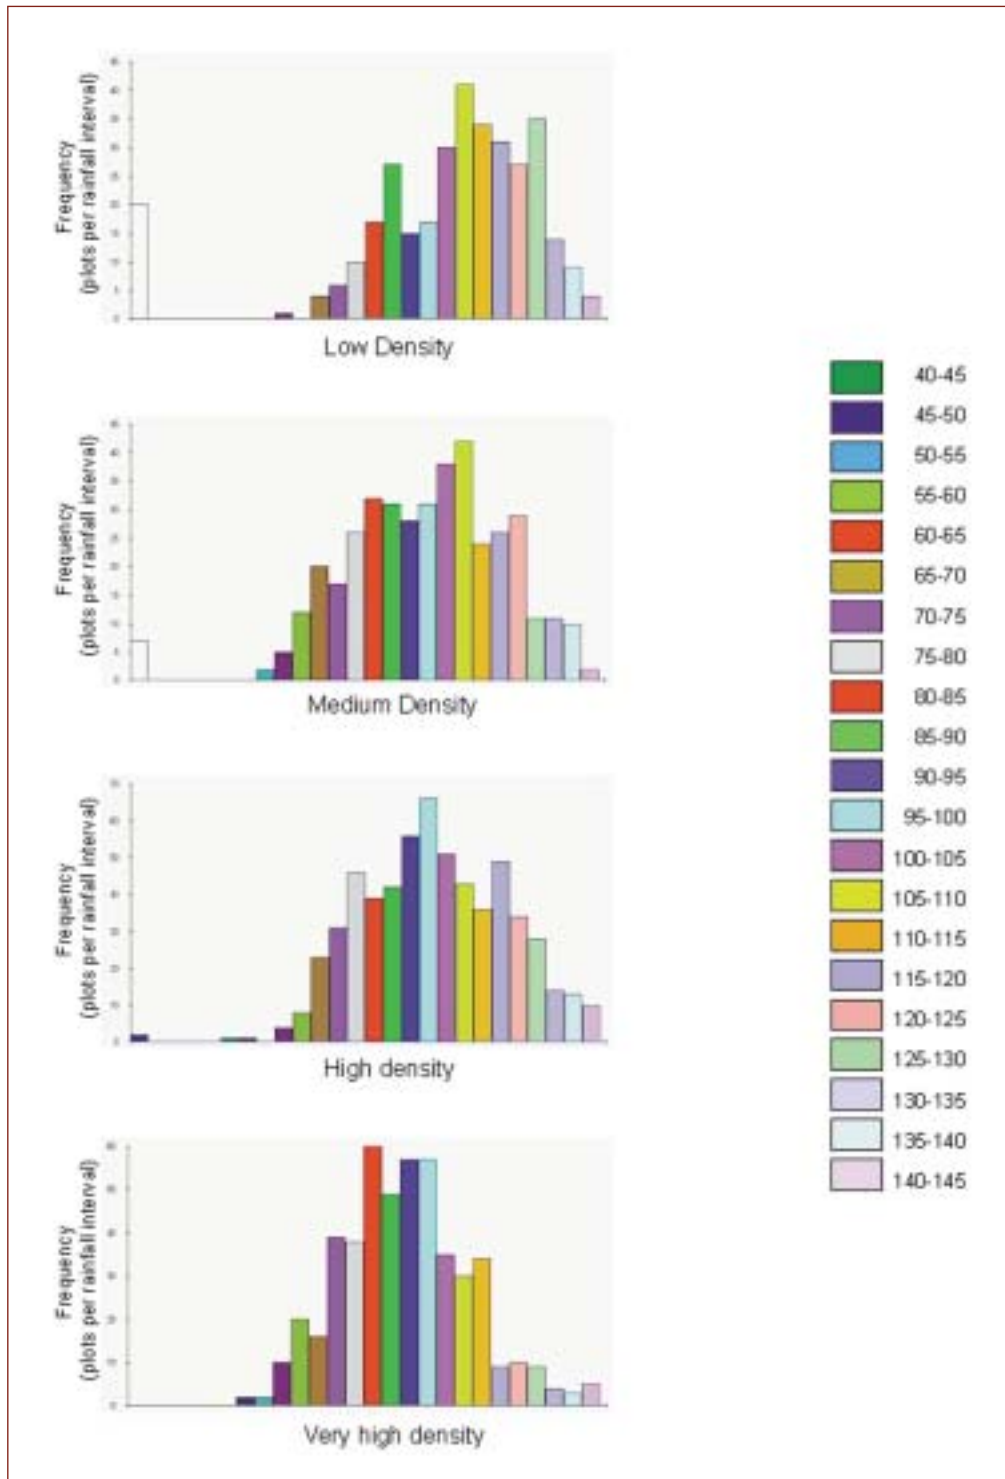 Frequency
(plots per rainfall interval)
Low Density
Frequency
(plots per rainfall interval)
Medium Density
Frequency
(plots per rainfall interval)
High density
Frequency
(plots per rainfall interval)
Very high density
40-45
45-50
50-55
55-60
60-65
65-70
70-75
75-80
80-85
85-90
90-95
95-100
100-105
105-110
110-115
115-120
120-125
125-130
130-135
135-140
140-145